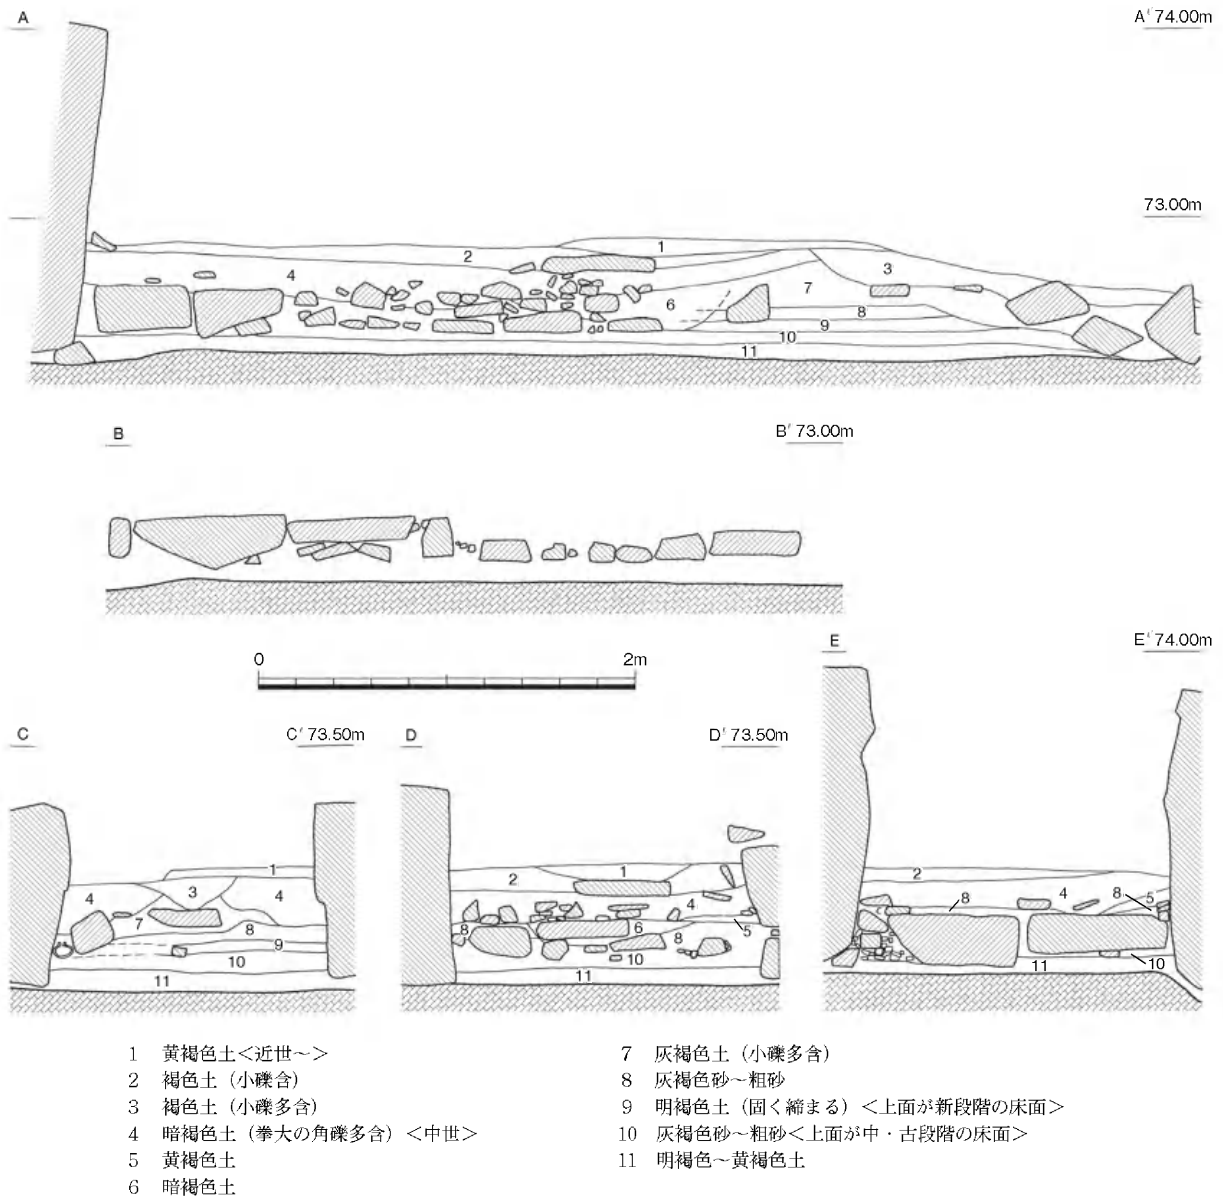 A A′ 74.00m
73.00m
1
2
3
4
7
6
8
9
10
11
B B′ 73.00m
0 2m
E E′ 74.00m
C C′ 73.50m D D′ 73.50m
1
4 3 4
7
8
9
10
11
1
2
4
8 6 5
8
10
11
2
8 4 8 5
11 10
1 黄褐色土<近世~>
2 褐色土(小礫含)
3 褐色土(小礫多含)
4 暗褐色土(拳大の角礫多含)<中世>
5 黄褐色土
6 暗褐色土
7 灰褐色土(小礫多含)
8 灰褐色砂~粗砂
9 明褐色土(固く締まる)<上面が新段階の床面>
10 灰褐色砂~粗砂<上面が中・古段階の床面>
11 明褐色~黄褐色土